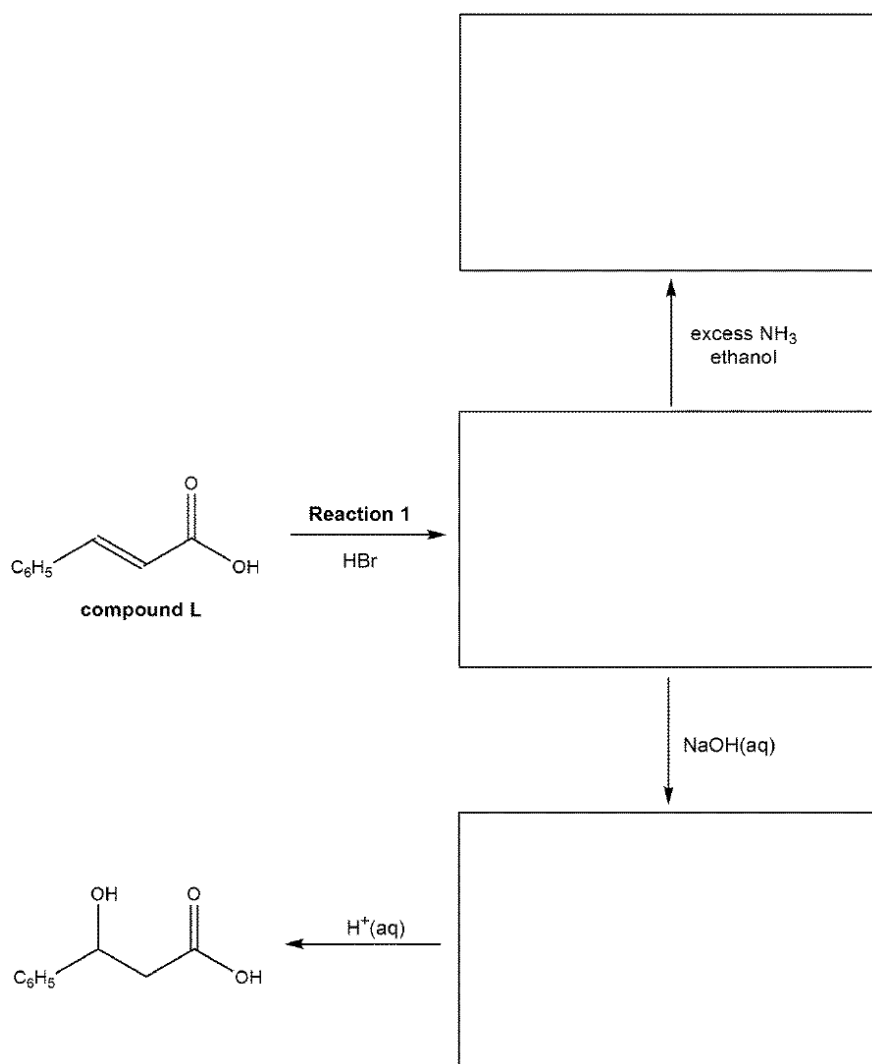 excess NH3
ethanol
O
Reaction 1
HBr
C6H5
OH
compound L
NaOH(aq)
OH
O
H+(aq)
C6H5
OH